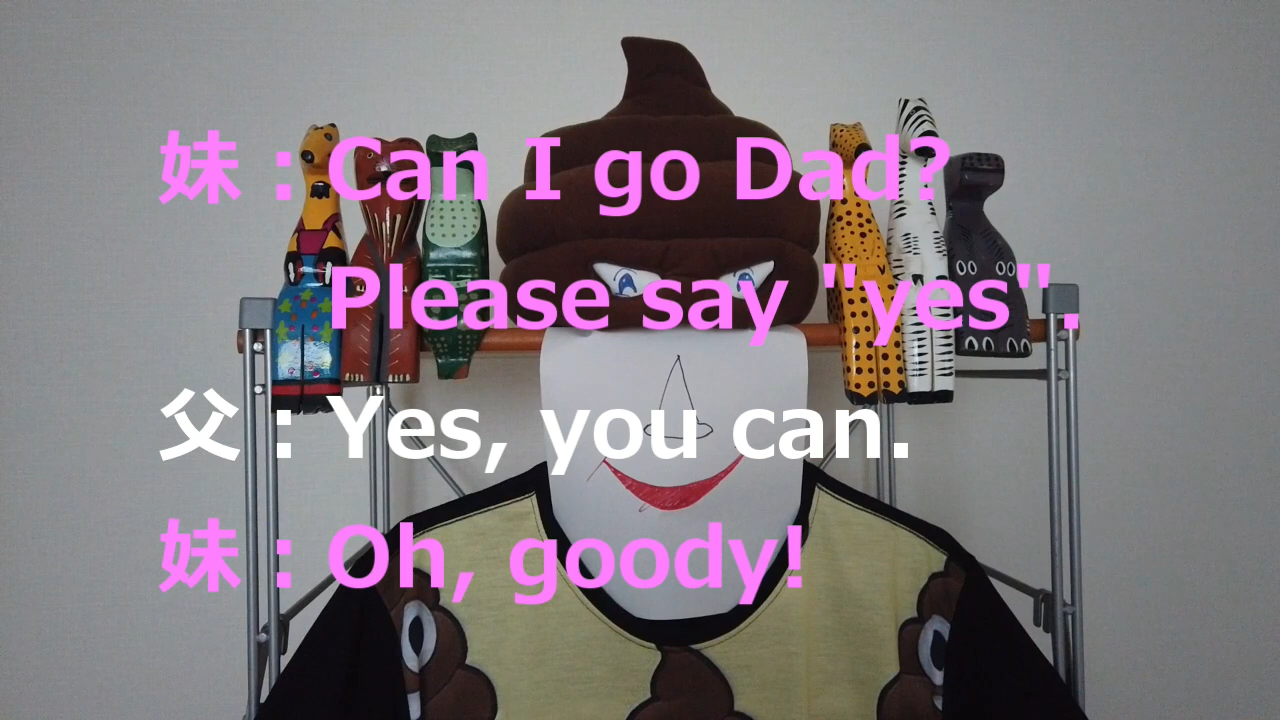 妹：Can I go Dad?
Please say "yes".
父：Yes, you can.
妹：Oh, goody!